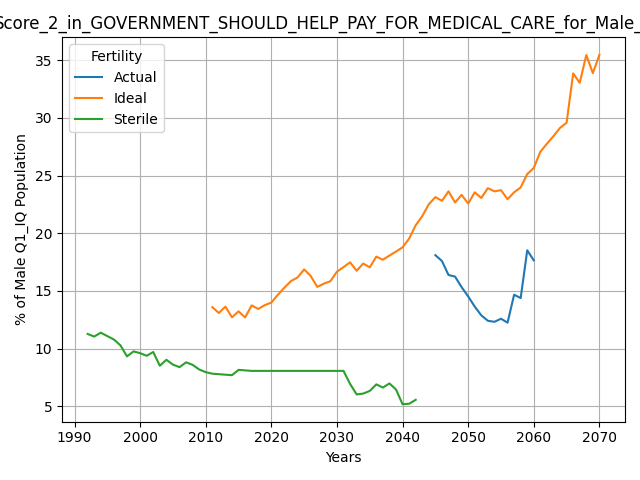 Score_2_in_GOVERNMENT_SHOULD_HELP_PAY_FOR_MEDICAL_CARE_for_Male_
Fertility
Actual
Ideal
Sterile
% of Male Q1_IQ Population
35
30
25
20
15
10
5
1990 2000 2010 2020 2030 2040 2050 2060 2070
Years